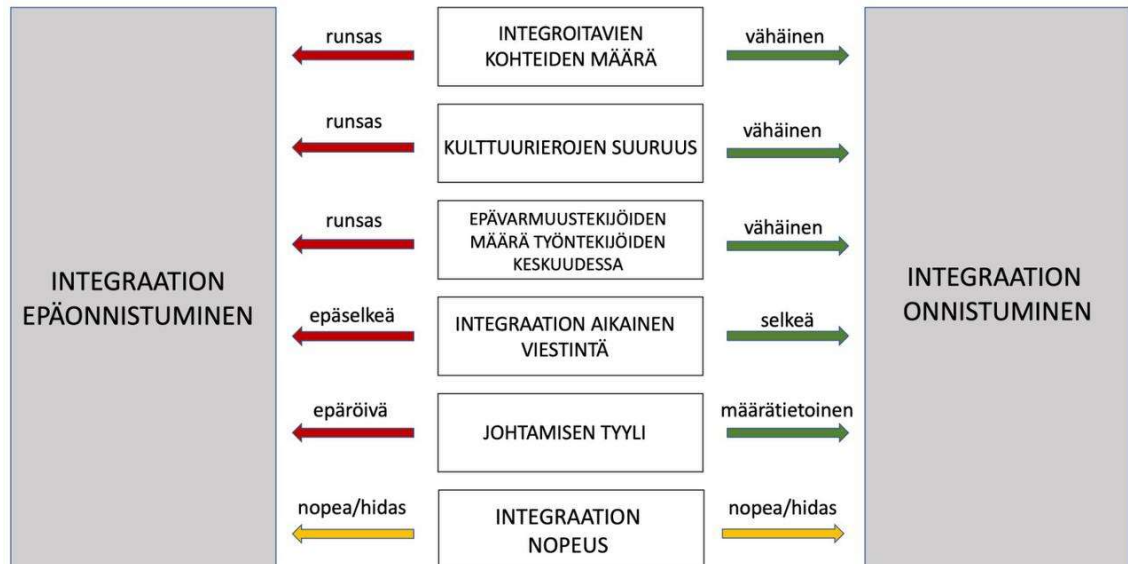 INTEGRAATION
EPÄONNISTUMINEN
runsas
INTEGROITAVIEN
KOHTEIDEN MÄÄRÄ
vähäinen
runsas
KULTTUURIEROJEN SUURUUS
vähäinen
runsas
EPÄVARMUUSTEKIJÖIDEN
MÄÄRÄ TYÖNTEKIJÖIDEN
KESKUUDESSA
vähäinen
epäselkeä
INTEGRAATION AIKAINEN
VIESTINTÄ
selkeä
epäröivä
JOHTAMISEN TYYLI
määrätietoinen
nopea/hidas
INTEGRAATION
NOPEUS
nopea/hidas
INTEGRAATION
ONNISTUMINEN